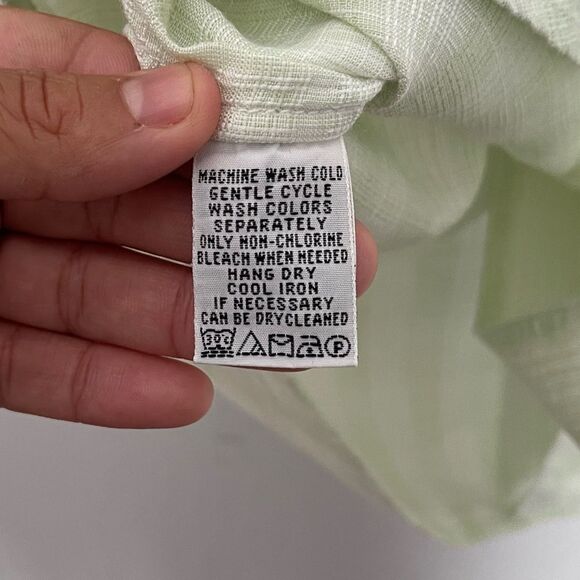 MACHINE WASH COLD
GENTLE CYCLE
WASH COLORS
SEPARATELY
ONLY NON-CHLORINE
BLEACH WHEN NEEDED
HANG DRY
COOL IRON
IF NECESSARY
CAN BE DRYCLEANED
30°C P